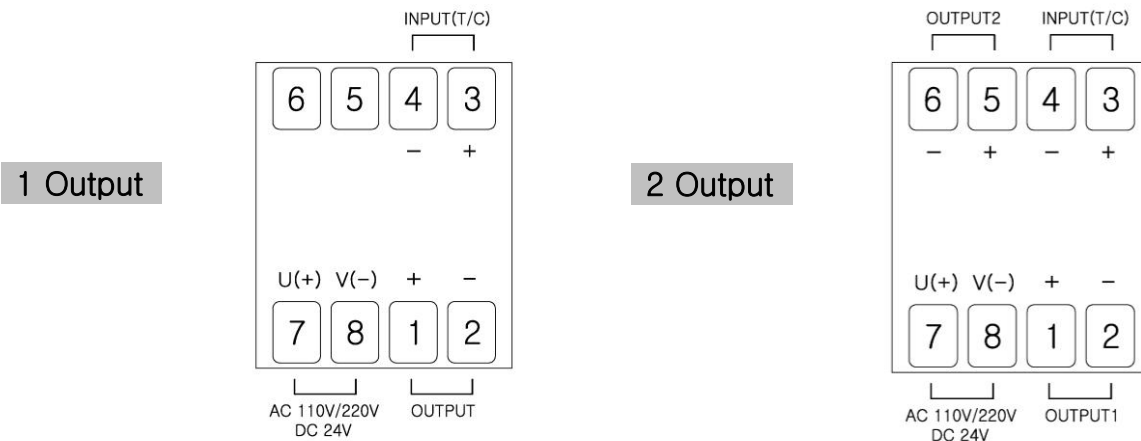 INPUT(T/C)
6 5 4 3
− +
1 Output
U(+) V(−) + −
7 8 1 2
AC 110V/220V OUTPUT
DC 24V
OUTPUT2 INPUT(T/C)
6 5 4 3
− + − +
2 Output
U(+) V(−) + −
7 8 1 2
AC 110V/220V OUTPUT1
DC 24V